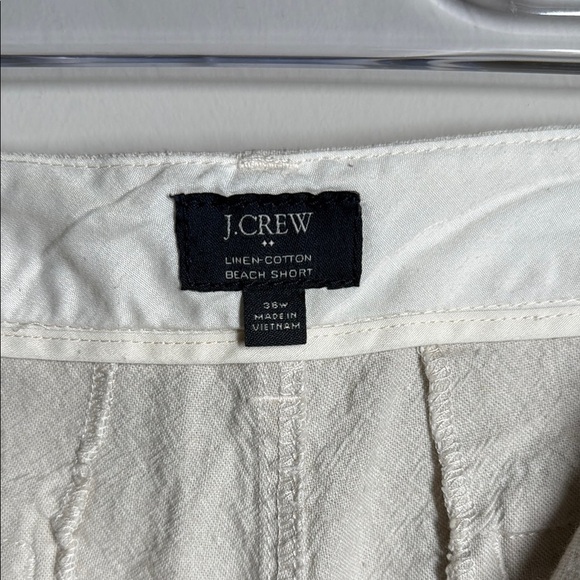 J.CREW
LINEN-COTTON
BEACH SHORT
36W
MADE IN
VIETNAM